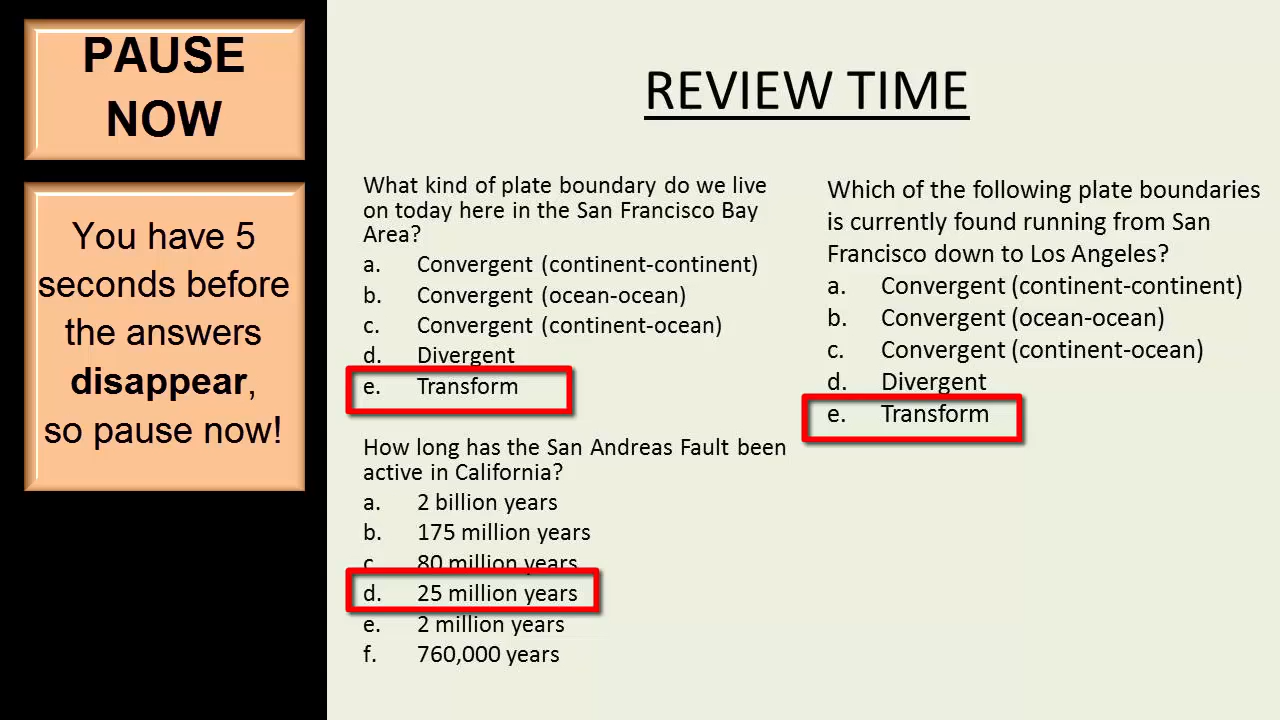 PAUSE
NOW
You have 5
seconds before
the answers
disappear,
so pause now!
REVIEW TIME
What kind of plate boundary do we live
on today here in the San Francisco Bay
Area?
a. Convergent (continent-continent)
b. Convergent (ocean-ocean)
c. Convergent (continent-ocean)
d. Divergent
e. Transform
How long has the San Andreas Fault been
active in California?
a. 2 billion years
b. 175 million years
c. 80 million years
d. 25 million years
e. 2 million years
f. 760,000 years
Which of the following plate boundaries
is currently found running from San
Francisco down to Los Angeles?
a. Convergent (continent-continent)
b. Convergent (ocean-ocean)
c. Convergent (continent-ocean)
d. Divergent
e. Transform